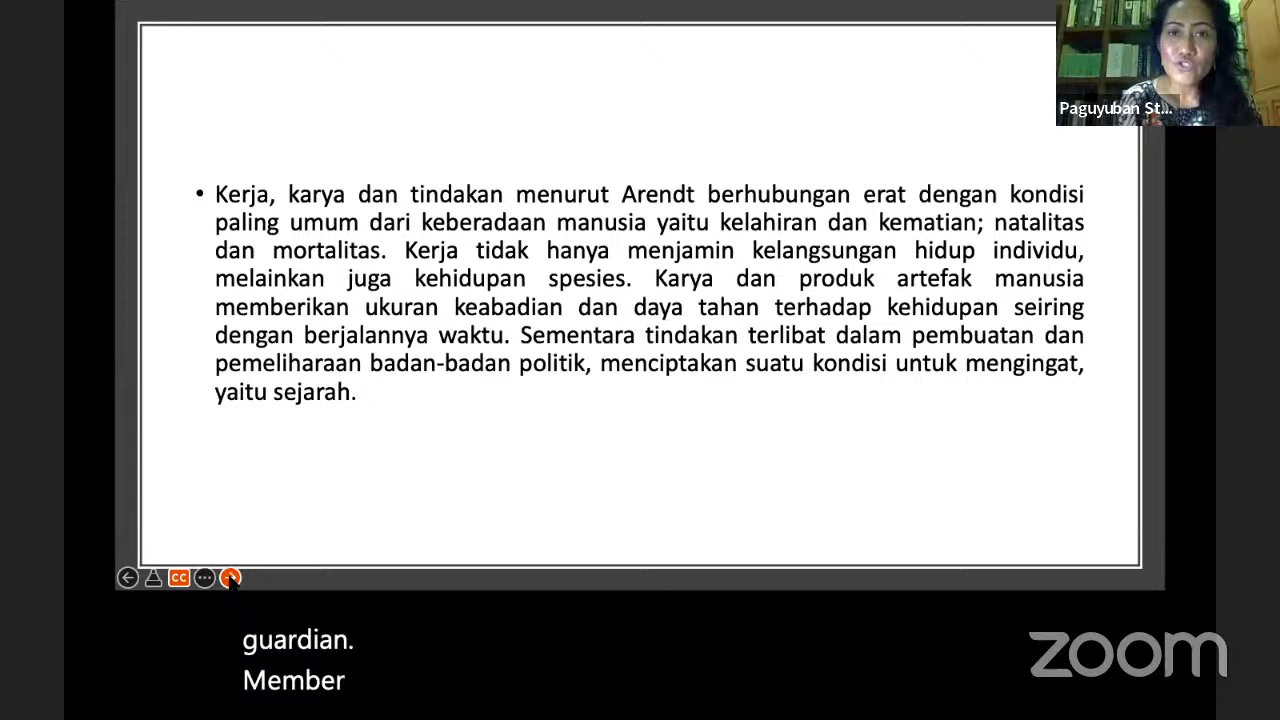 Paguyuban St...
• Kerja, karya dan tindakan menurut Arendt berhubungan erat dengan kondisi
paling umum dari keberadaan manusia yaitu kelahiran dan kematian; natalitas
dan mortalitas. Kerja tidak hanya menjamin kelangsungan hidup individu,
melainkan juga kehidupan spesies. Karya dan produk artefak manusia
memberikan ukuran keabadian dan daya tahan terhadap kehidupan seiring
dengan berjalannya waktu. Sementara tindakan terlibat dalam pembuatan dan
pemeliharaan badan-badan politik, menciptakan suatu kondisi untuk mengingat,
yaitu sejarah.
CC
guardian.
Member
zoom